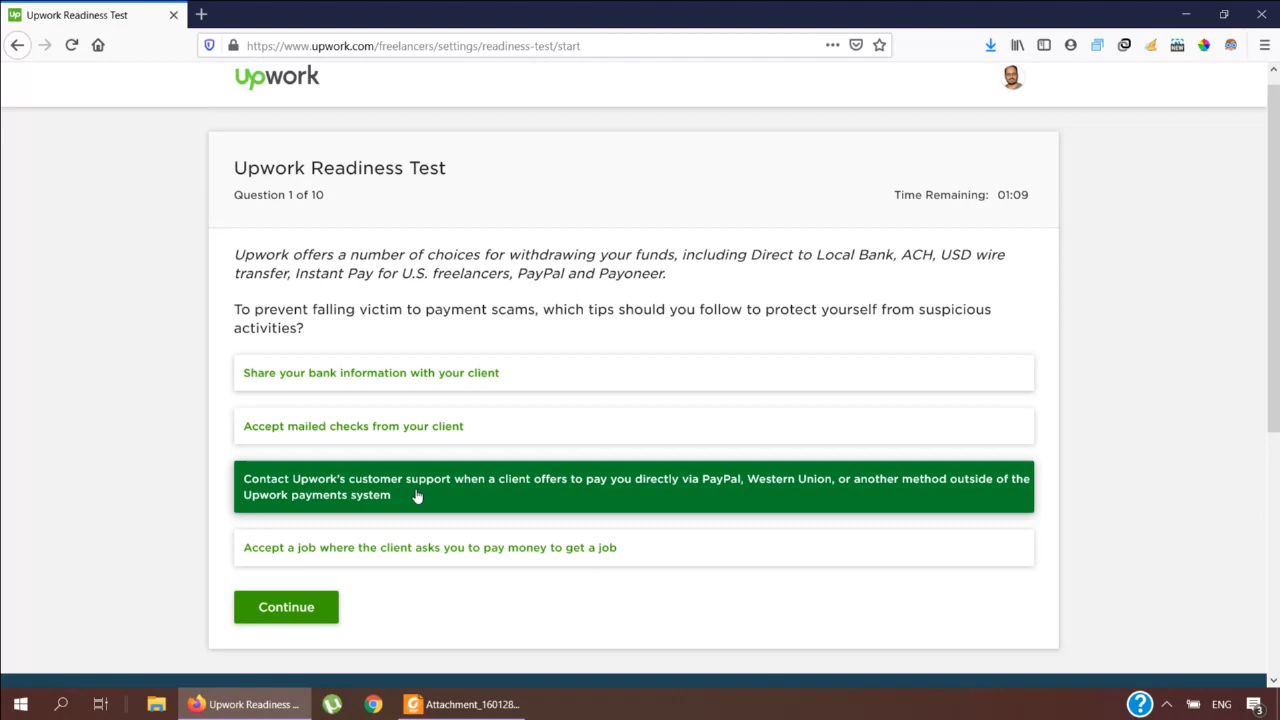 Upwork Readiness Test
https://www.upwork.com/freelancers/settings/readiness-test/start
upwork
Upwork Readiness Test
Question 1 of 10
Time Remaining: 01:09
Upwork offers a number of choices for withdrawing your funds, including Direct to Local Bank, ACH, USD wire
transfer, Instant Pay for U.S. freelancers, PayPal and Payoneer.
To prevent falling victim to payment scams, which tips should you follow to protect yourself from suspicious
activities?
Share your bank information with your client
Accept mailed checks from your client
Contact Upwork's customer support when a client offers to pay you directly via PayPal, Western Union, or another method outside of the
Upwork payments system
Accept a job where the client asks you to pay money to get a job
Continue
Upwork Readiness ...
Attachment_160128...
ENG
3